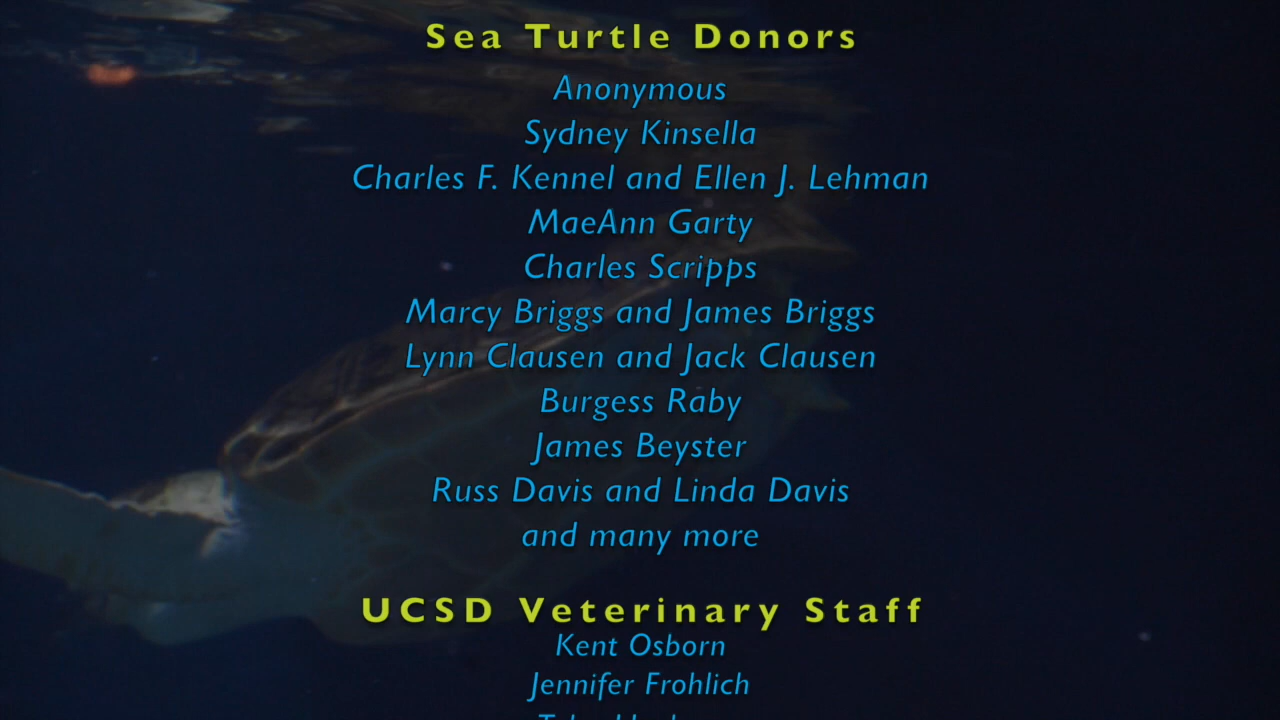 Sea Turtle Donors
Anonymous
Sydney Kinsella
Charles F. Kennel and Ellen J. Lehman
MaeAnn Garty
Charles Scripps
Marcy Briggs and James Briggs
Lynn Clausen and Jack Clausen
Burgess Raby
James Beyster
Russ Davis and Linda Davis
and many more
UCSD Veterinary Staff
Kent Osborn
Jennifer Frohlich